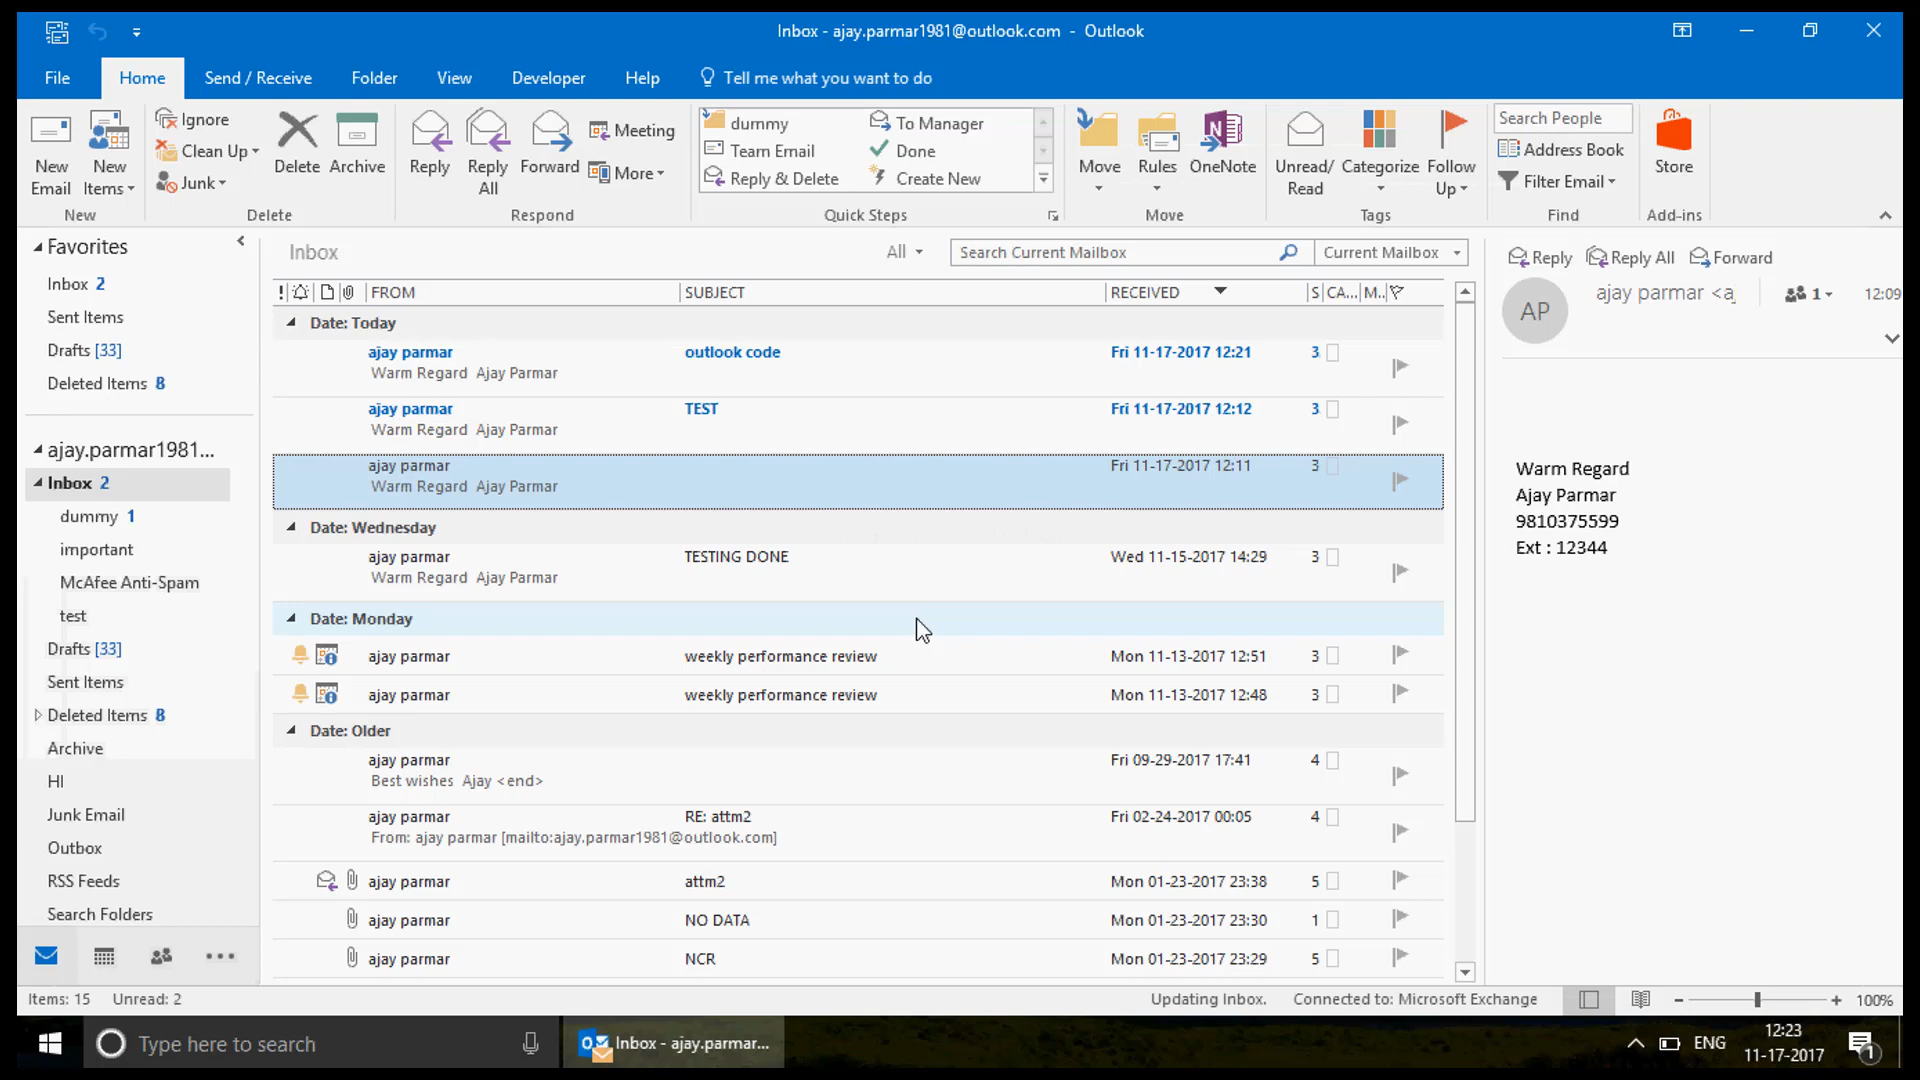 Inbox - ajay.parmar1981@outlook.com - Outlook
File Home Send / Receive Folder View Developer Help Tell me what you want to do
New Email
New Items
New
Ignore
Clean Up
Junk
Delete
Archive
Delete
Reply
Reply All
Forward
Meeting
More
Respond
dummy
To Manager
Team Email
Done
Reply & Delete
Create New
Quick Steps
Move
Rules
OneNote
Move
Unread/ Read
Categorize
Follow Up
Tags
Search People
Address Book
Filter Email
Find
Store
Add-ins
Favorites
Inbox 2
Sent Items
Drafts [33]
Deleted Items 8
ajay.parmar1981...
Inbox 2
dummy 1
important
McAfee Anti-Spam
test
Drafts [33]
Sent Items
Deleted Items 8
Archive
HI
Junk Email
Outbox
RSS Feeds
Search Folders
Inbox All Search Current Mailbox Current Mailbox
! FROM SUBJECT RECEIVED S CA... M..
Date: Today
ajay parmar outlook code Fri 11-17-2017 12:21 3
Warm Regard Ajay Parmar
ajay parmar TEST Fri 11-17-2017 12:12 3
Warm Regard Ajay Parmar
ajay parmar Fri 11-17-2017 12:11 3
Warm Regard Ajay Parmar
Date: Wednesday
ajay parmar TESTING DONE Wed 11-15-2017 14:29 3
Warm Regard Ajay Parmar
Date: Monday
ajay parmar weekly performance review Mon 11-13-2017 12:51 3
ajay parmar weekly performance review Mon 11-13-2017 12:48 3
Date: Older
ajay parmar Fri 09-29-2017 17:41 4
Best wishes Ajay <end>
ajay parmar RE: attm2 Fri 02-24-2017 00:05 4
From: ajay parmar [mailto:ajay.parmar1981@outlook.com]
ajay parmar attm2 Mon 01-23-2017 23:38 5
ajay parmar NO DATA Mon 01-23-2017 23:30 1
ajay parmar NCR Mon 01-23-2017 23:29 5
Reply Reply All Forward
AP
ajay parmar <a 1 12:09
Warm Regard
Ajay Parmar
9810375599
Ext : 12344
Items: 15 Unread: 2 Updating Inbox. Connected to: Microsoft Exchange 100%
Type here to search
Inbox - ajay.parmar...
ENG
12:23
11-17-2017
1